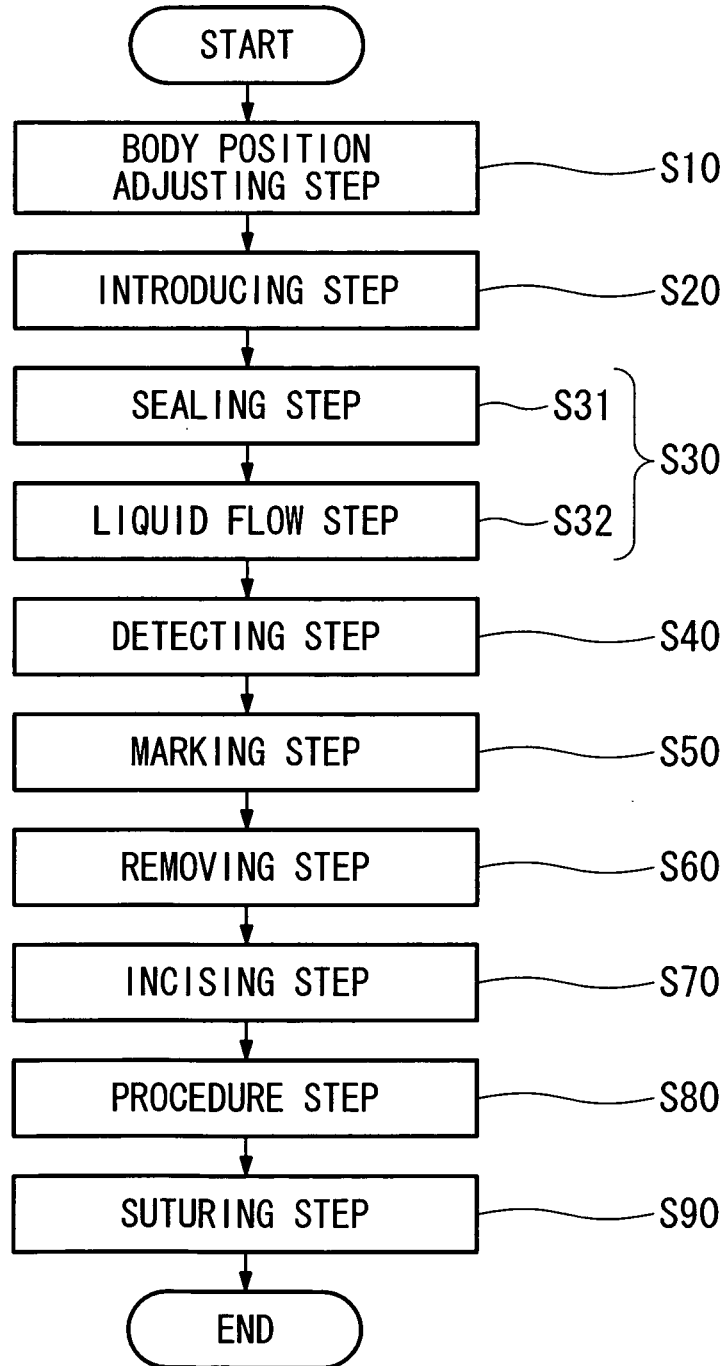 START
BODY POSITION
ADJUSTING STEP
S10
INTRODUCING STEP
S20
SEALING STEP
S31
S30
LIQUID FLOW STEP
S32
DETECTING STEP
S40
MARKING STEP
S50
REMOVING STEP
S60
INCISING STEP
S70
PROCEDURE STEP
S80
SUTURING STEP
S90
END